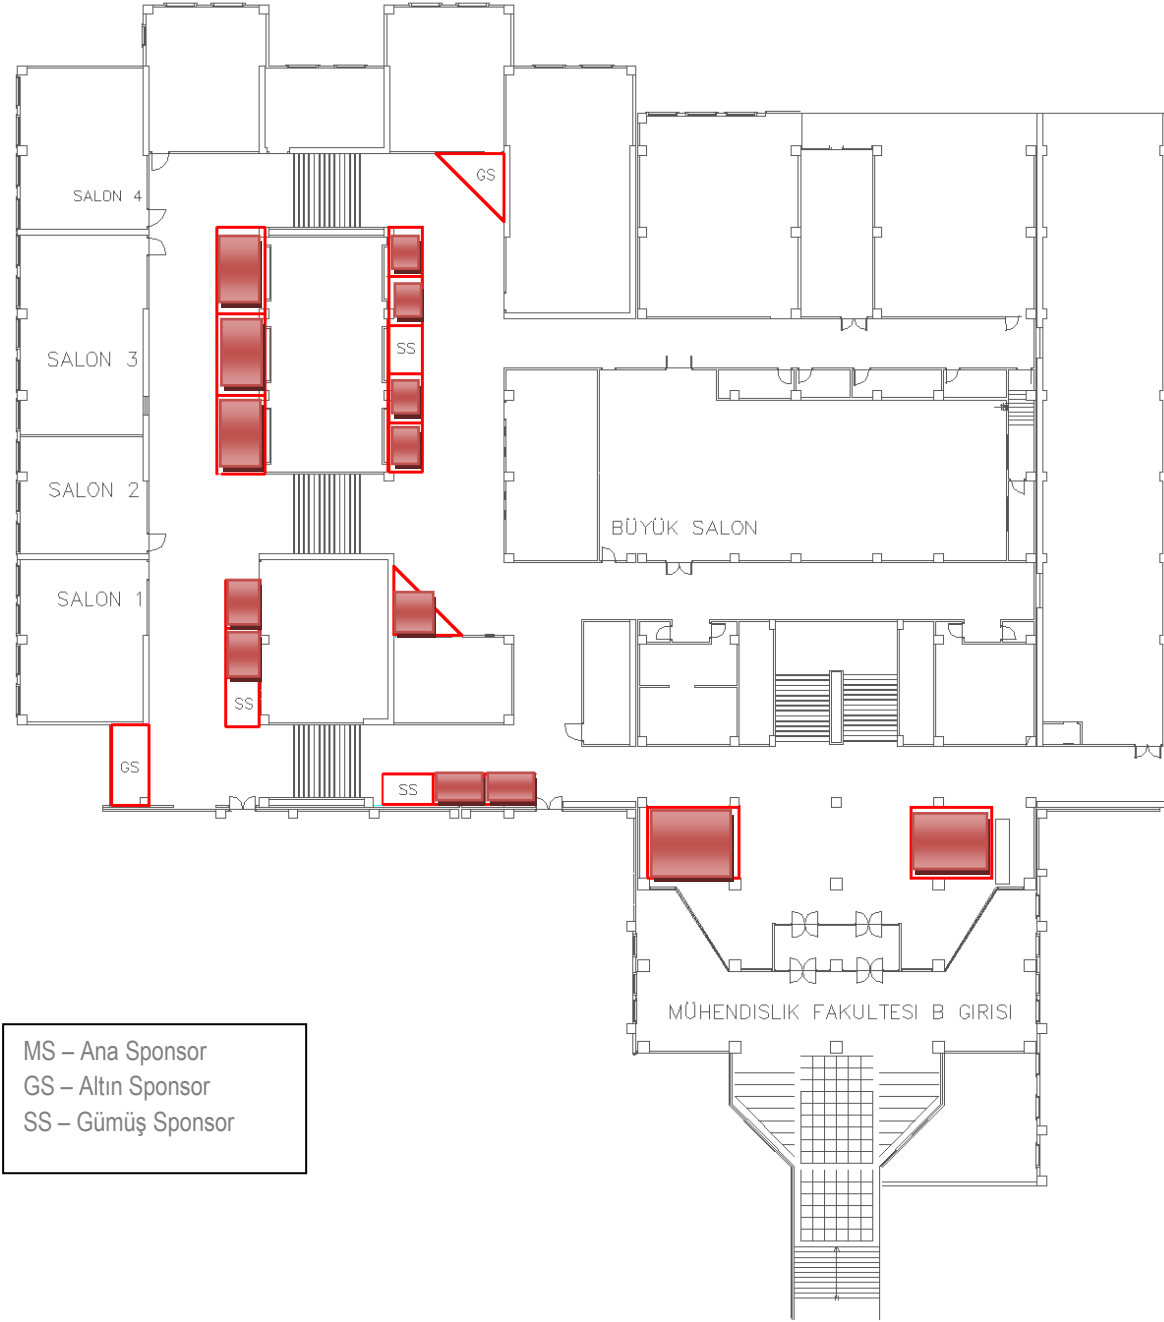 GS
SALON 4
SS
SALON 3
SALON 2
BÜYÜK SALON
SALON 1
SS
GS
SS
MÜHENDISLIK FAKULTESI B GIRISI
MS – Ana Sponsor
GS – Altın Sponsor
SS – Gümüş Sponsor